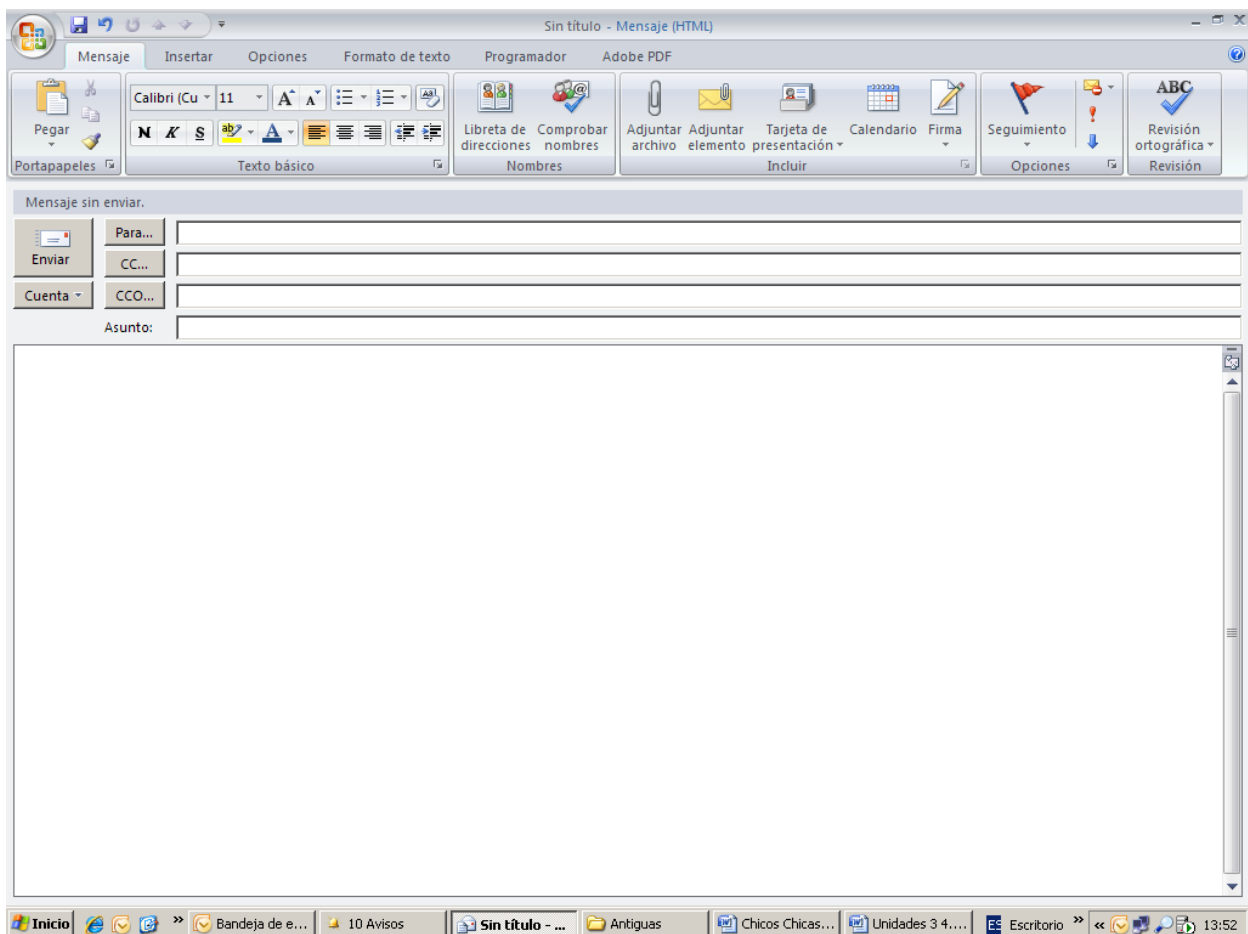 Sin título - Mensaje (HTML)
Mensaje Insertar Opciones Formato de texto Programador Adobe PDF
Pegar
Portapapeles
Calibri (Cu 11
N K S
Texto básico
Libreta de direcciones
Comprobar nombres
Nombres
Adjuntar archivo
Adjuntar elemento
Tarjeta de presentación
Calendario
Firma
Incluir
Seguimiento
Opciones
ABC
Revisión ortográfica
Revisión
Mensaje sin enviar.
Enviar
Cuenta
Para...
CC...
CCO...
Asunto:
Inicio » Bandeja de e... 10 Avisos Sin título - ... Antiguas Chicos Chicas... Unidades 3 4.... ES Escritorio » « 13:52